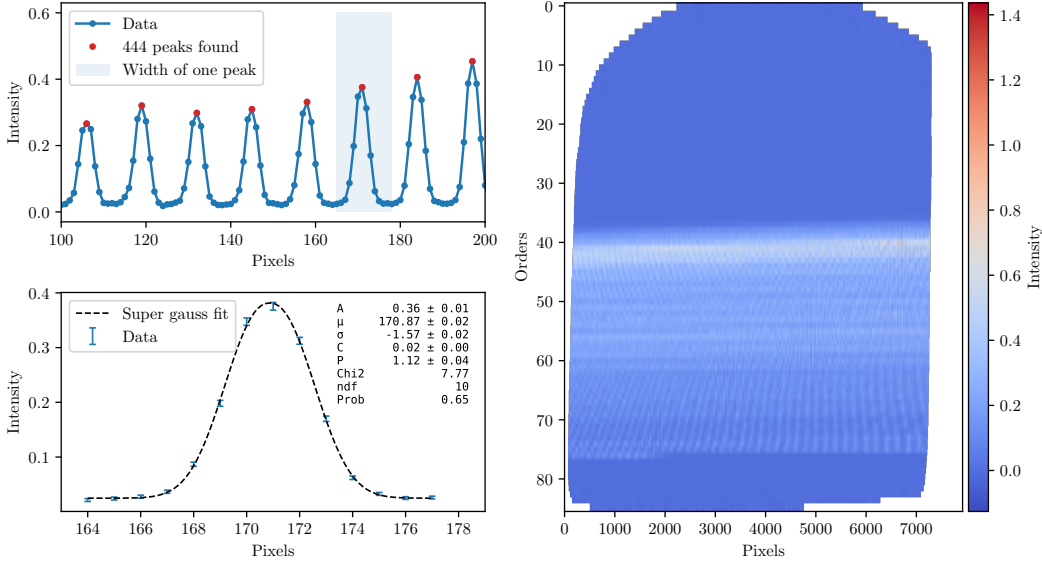 0.6
0.4
0.2
0.0
Intensity
Data
444 peaks found
Width of one peak
100 120 140 160 180 200
Pixels
0.4
0.3
0.2
0.1
Intensity
Super gauss fit
Data
A 0.36 ± 0.01
μ 170.87 ± 0.02
σ -1.57 ± 0.02
C 0.02 ± 0.00
P 1.12 ± 0.04
Chi2 7.77
ndf 10
Prob 0.65
164 166 168 170 172 174 176 178
Pixels
0
10
20
30
40
50
60
70
80
Orders
0 1000 2000 3000 4000 5000 6000 7000
Pixels
1.4
1.2
1.0
0.8
0.6
0.4
0.2
0.0
Intensity